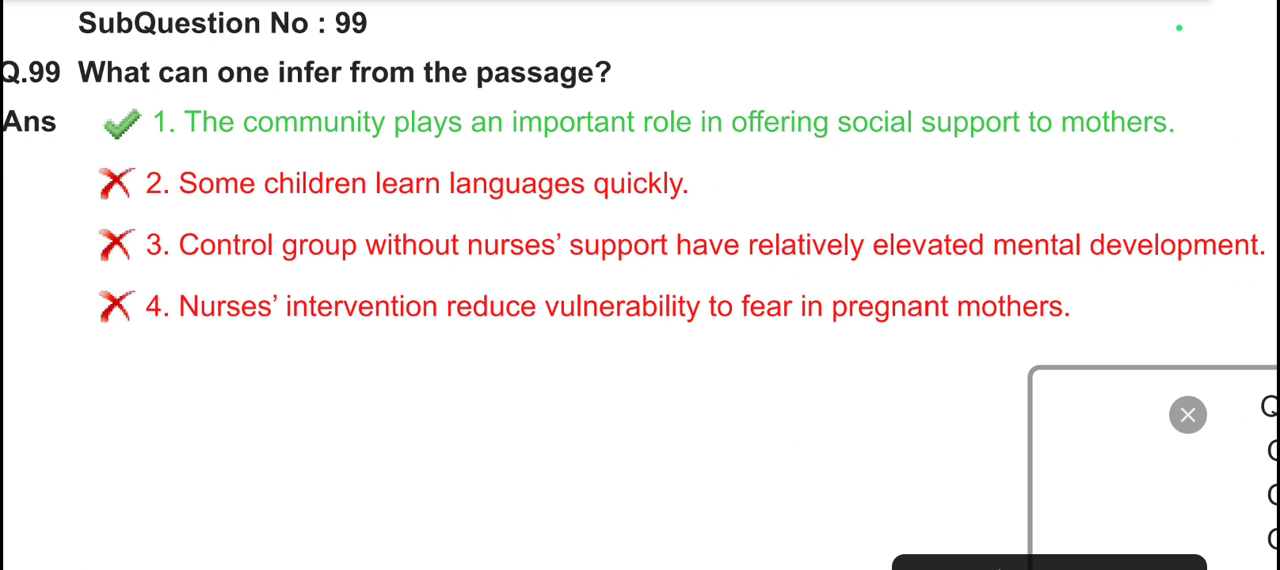 SubQuestion No : 99
Q.99 What can one infer from the passage?
Ans 1. The community plays an important role in offering social support to mothers.
2. Some children learn languages quickly.
3. Control group without nurses’ support have relatively elevated mental development.
4. Nurses’ intervention reduce vulnerability to fear in pregnant mothers.